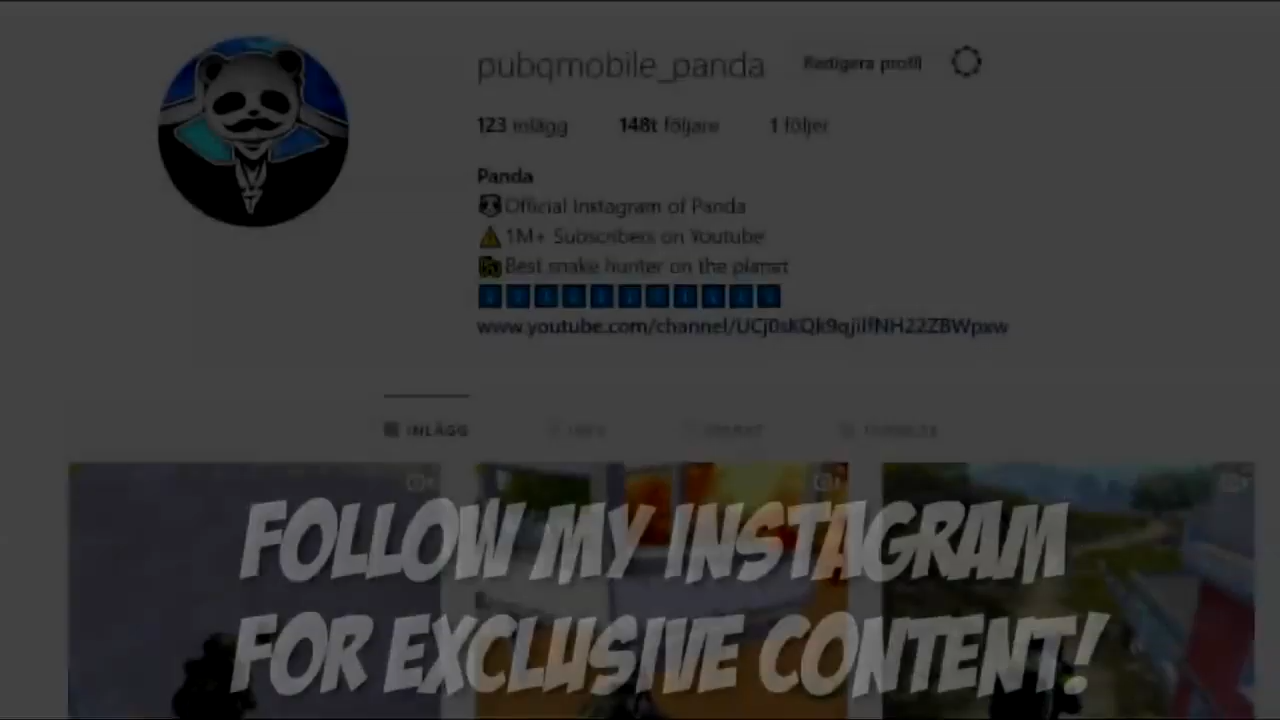 pubgmobile_panda Redigera profil
123 inlägg 148t följare 1 följer
Panda
Official Instagram of Panda
1M+ Subscribers on Youtube
Best snake hunter on the planet
www.youtube.com/channel/
INLÄGG
FOLLOW MY INSTAGRAM
FOR EXCLUSIVE CONTENT!